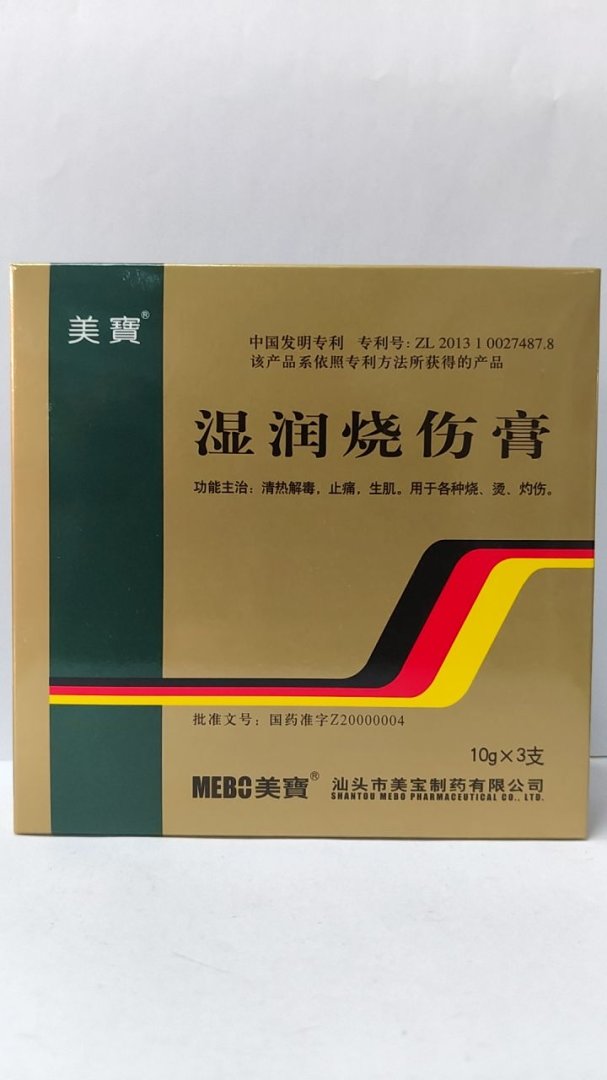 美寶®
中国发明专利 专利号：ZL 2013 1 0027487.8
该产品系依照专利方法所获得的产品
湿润烧伤膏
功能主治：清热解毒，止痛，生肌。用于各种烧、烫、灼伤。
批准文号：国药准字Z20000004
10g×3支
MEBO美寶® 汕头市美宝制药有限公司
SHANTOU MEBO PHARMACEUTICAL CO., LTD.